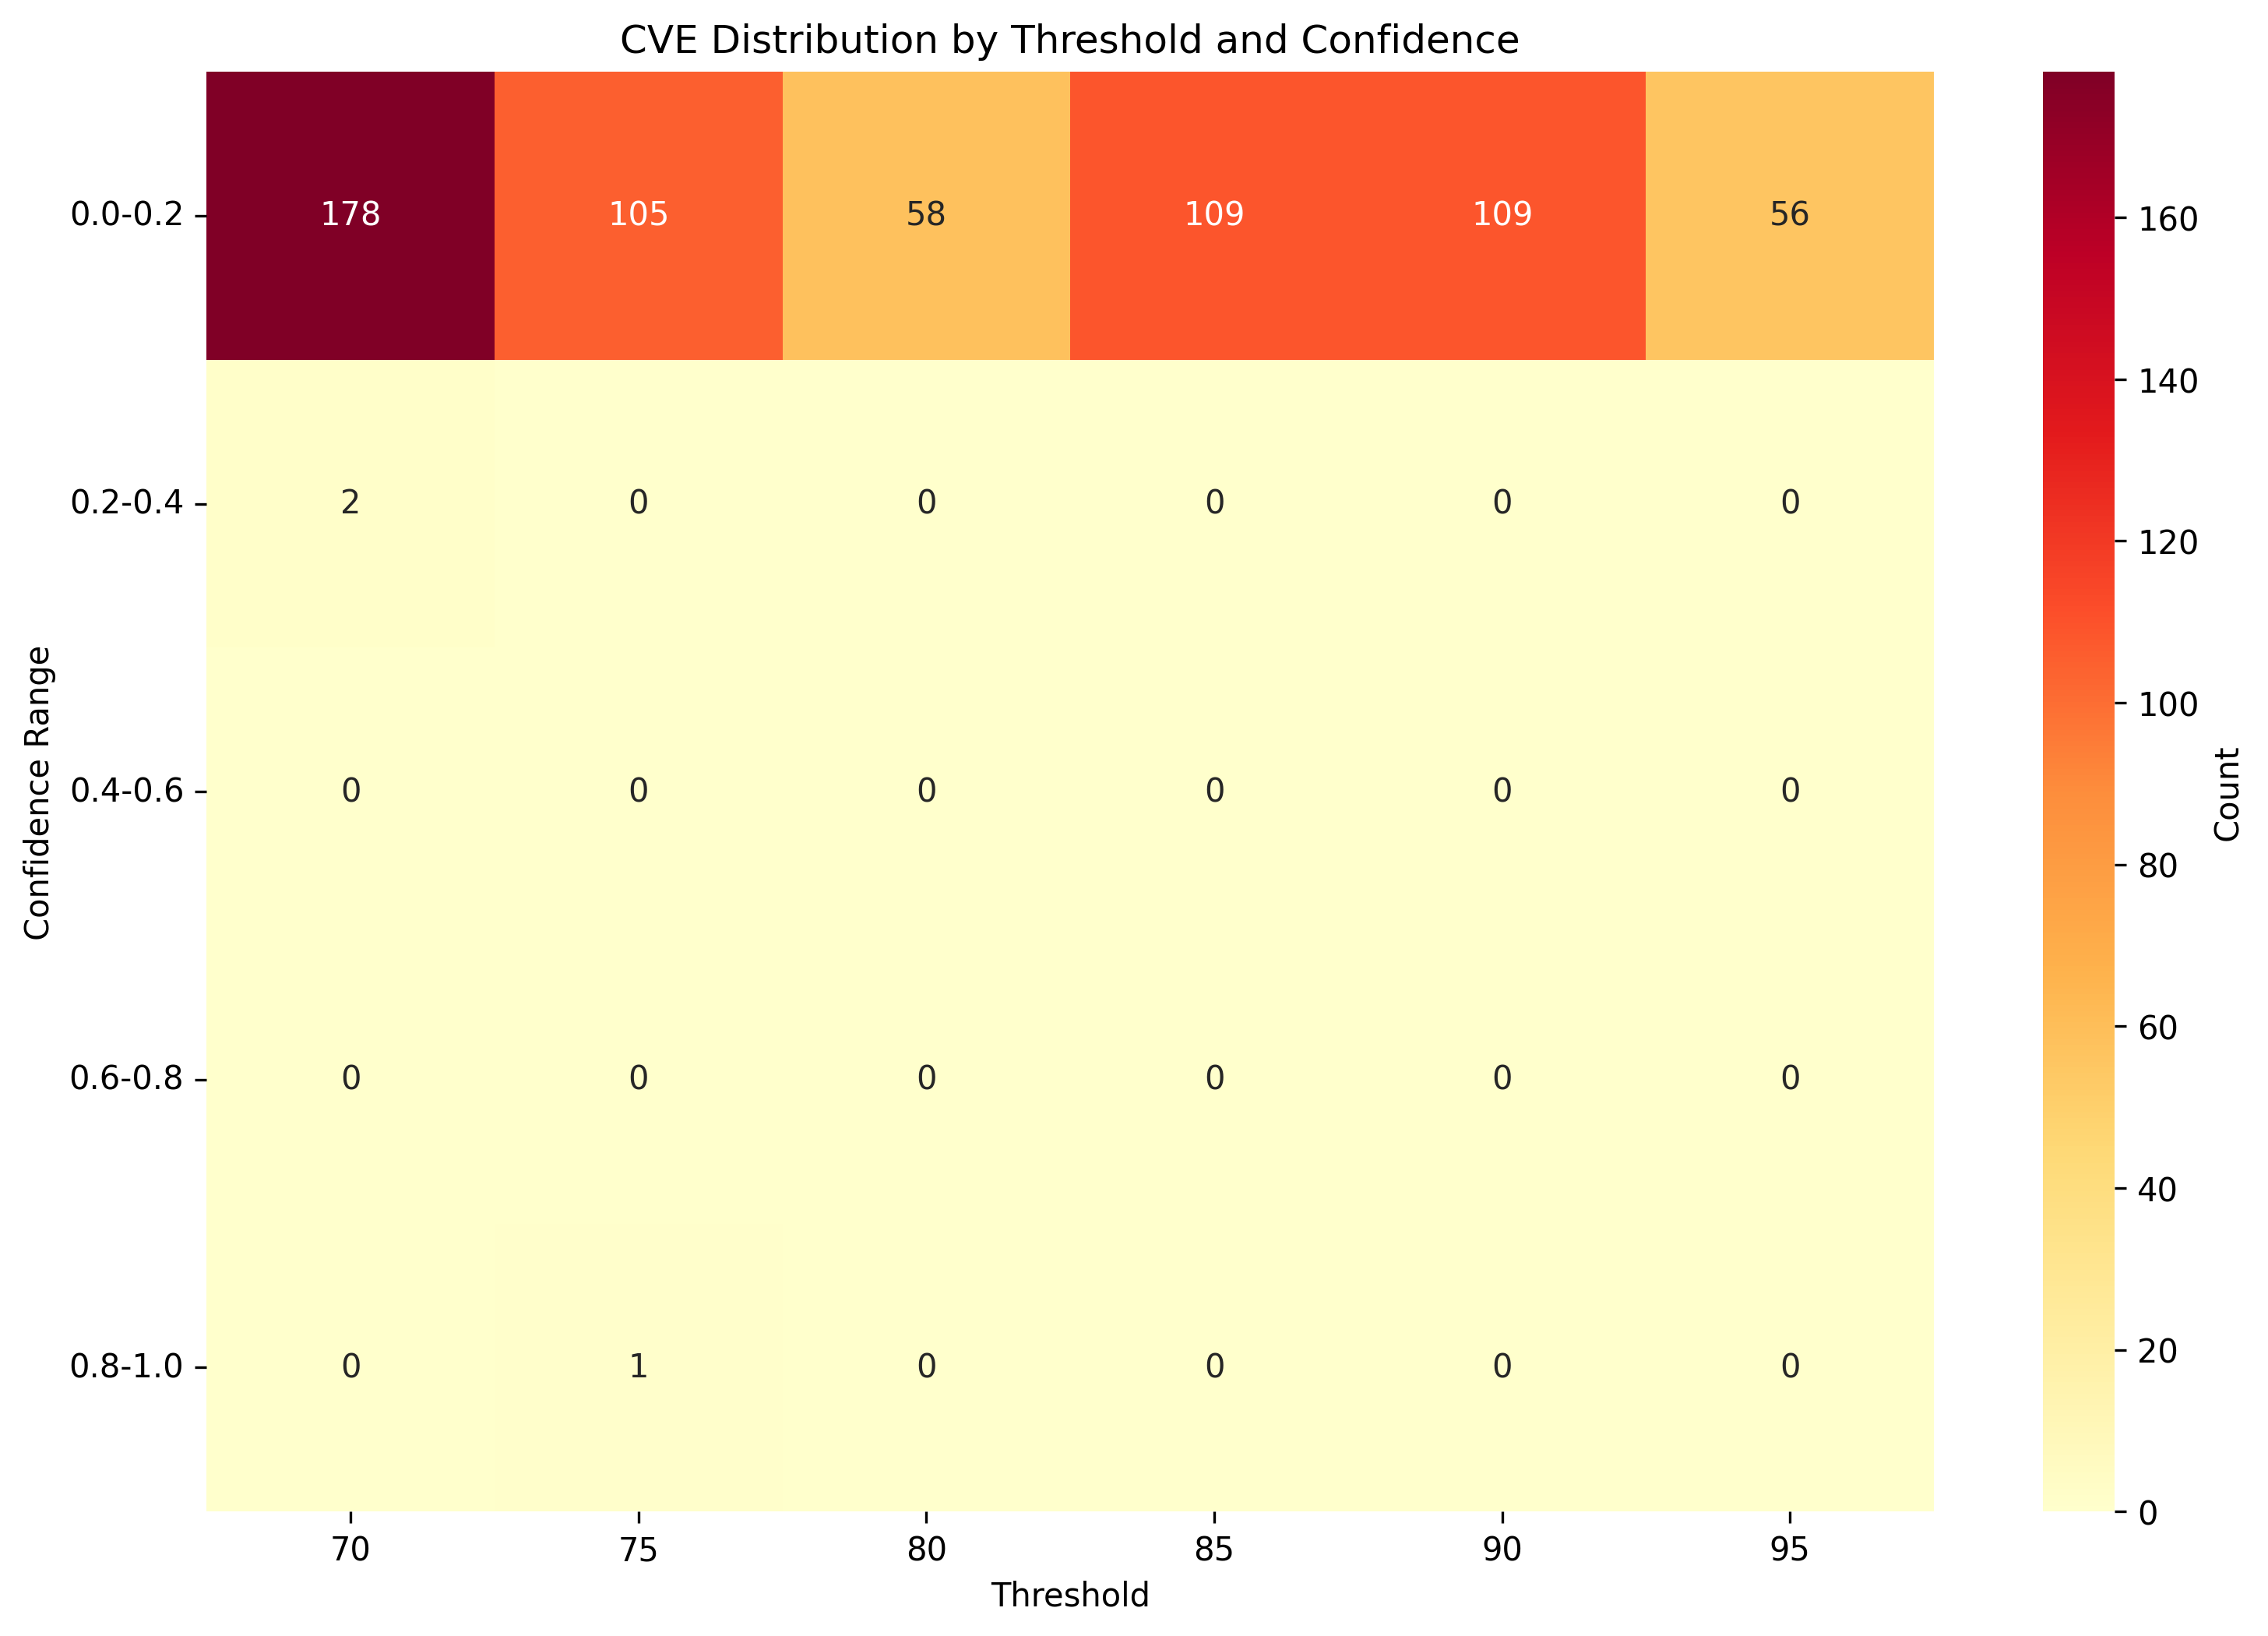 CVE Distribution by Threshold and Confidence
0.0-0.2 178 105 58 109 109 56
0.2-0.4 2 0 0 0 0 0
0.4-0.6 0 0 0 0 0 0
0.6-0.8 0 0 0 0 0 0
0.8-1.0 0 1 0 0 0 0
70 75 80 85 90 95
Threshold
Confidence Range
160
140
120
100
80
60
40
20
0
Count